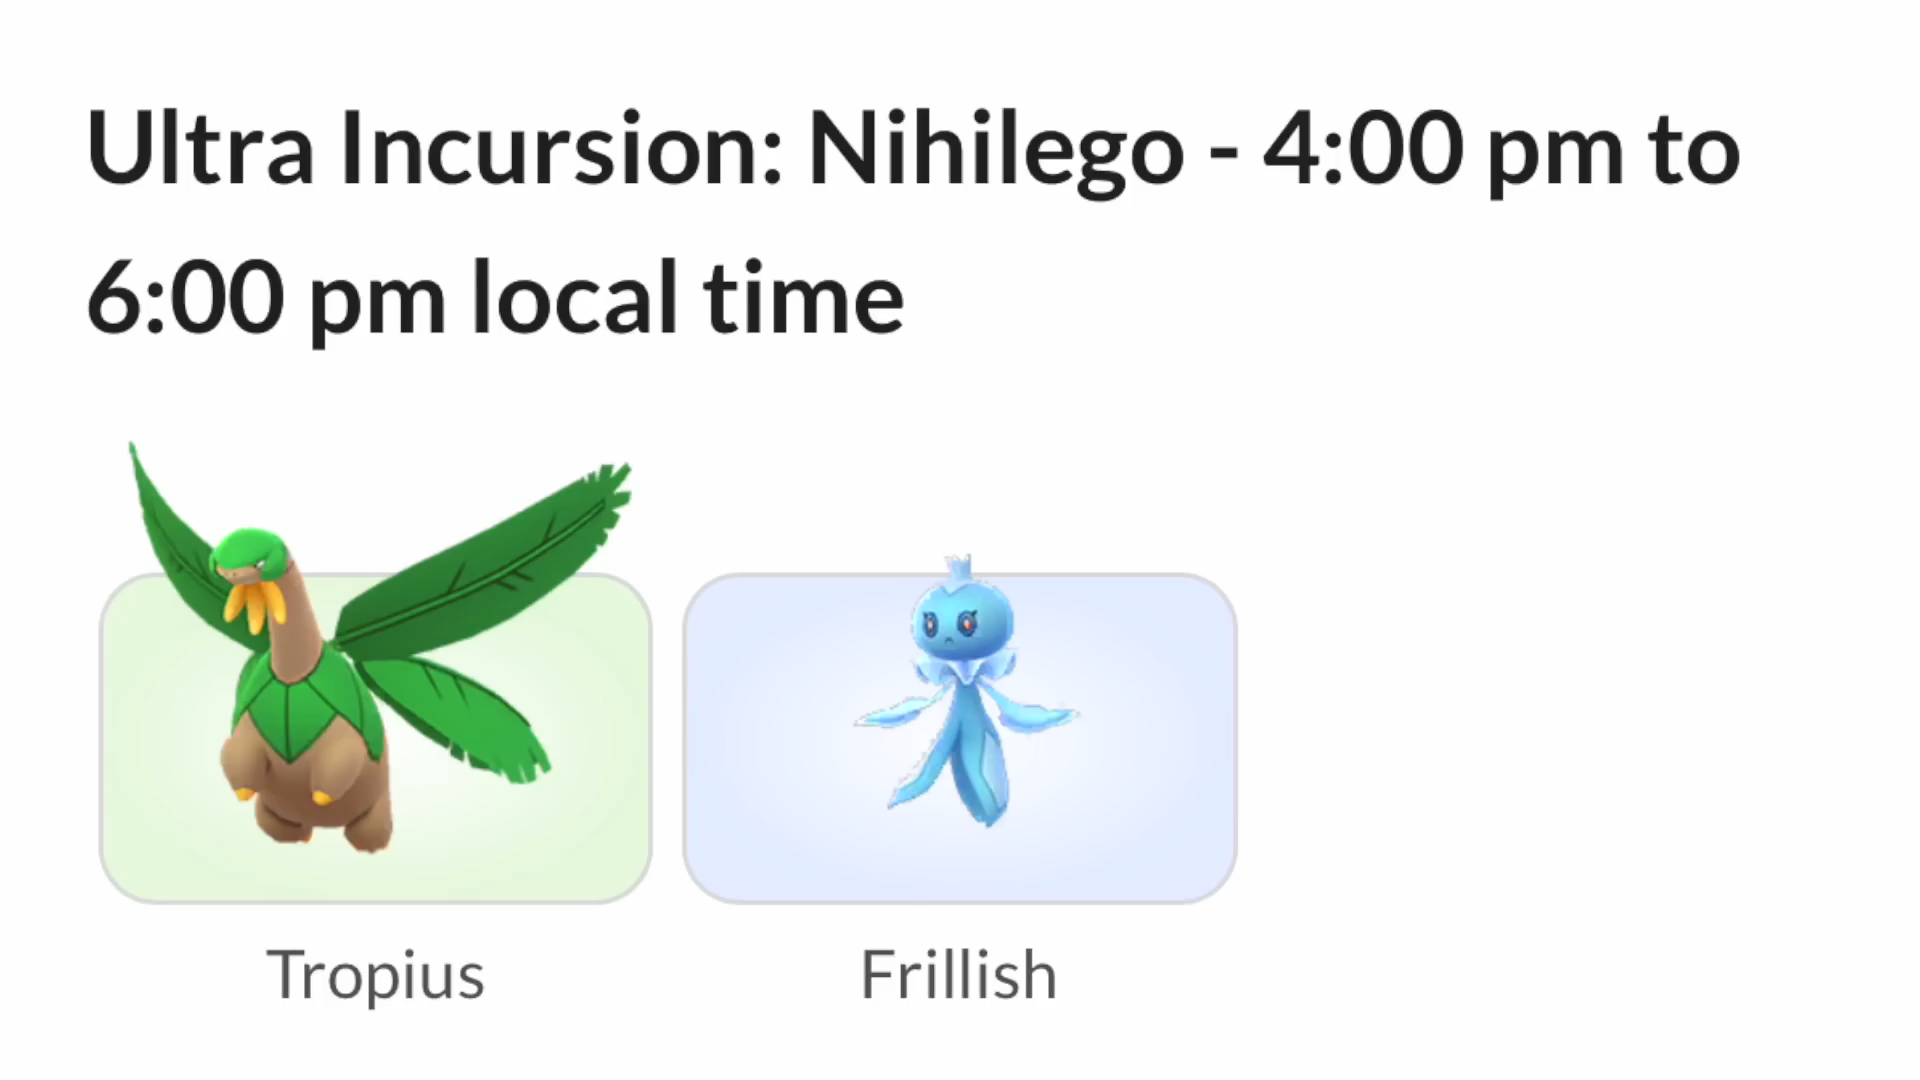 Ultra Incursion: Nihilego - 4:00 pm to
6:00 pm local time
Tropius
Frillish